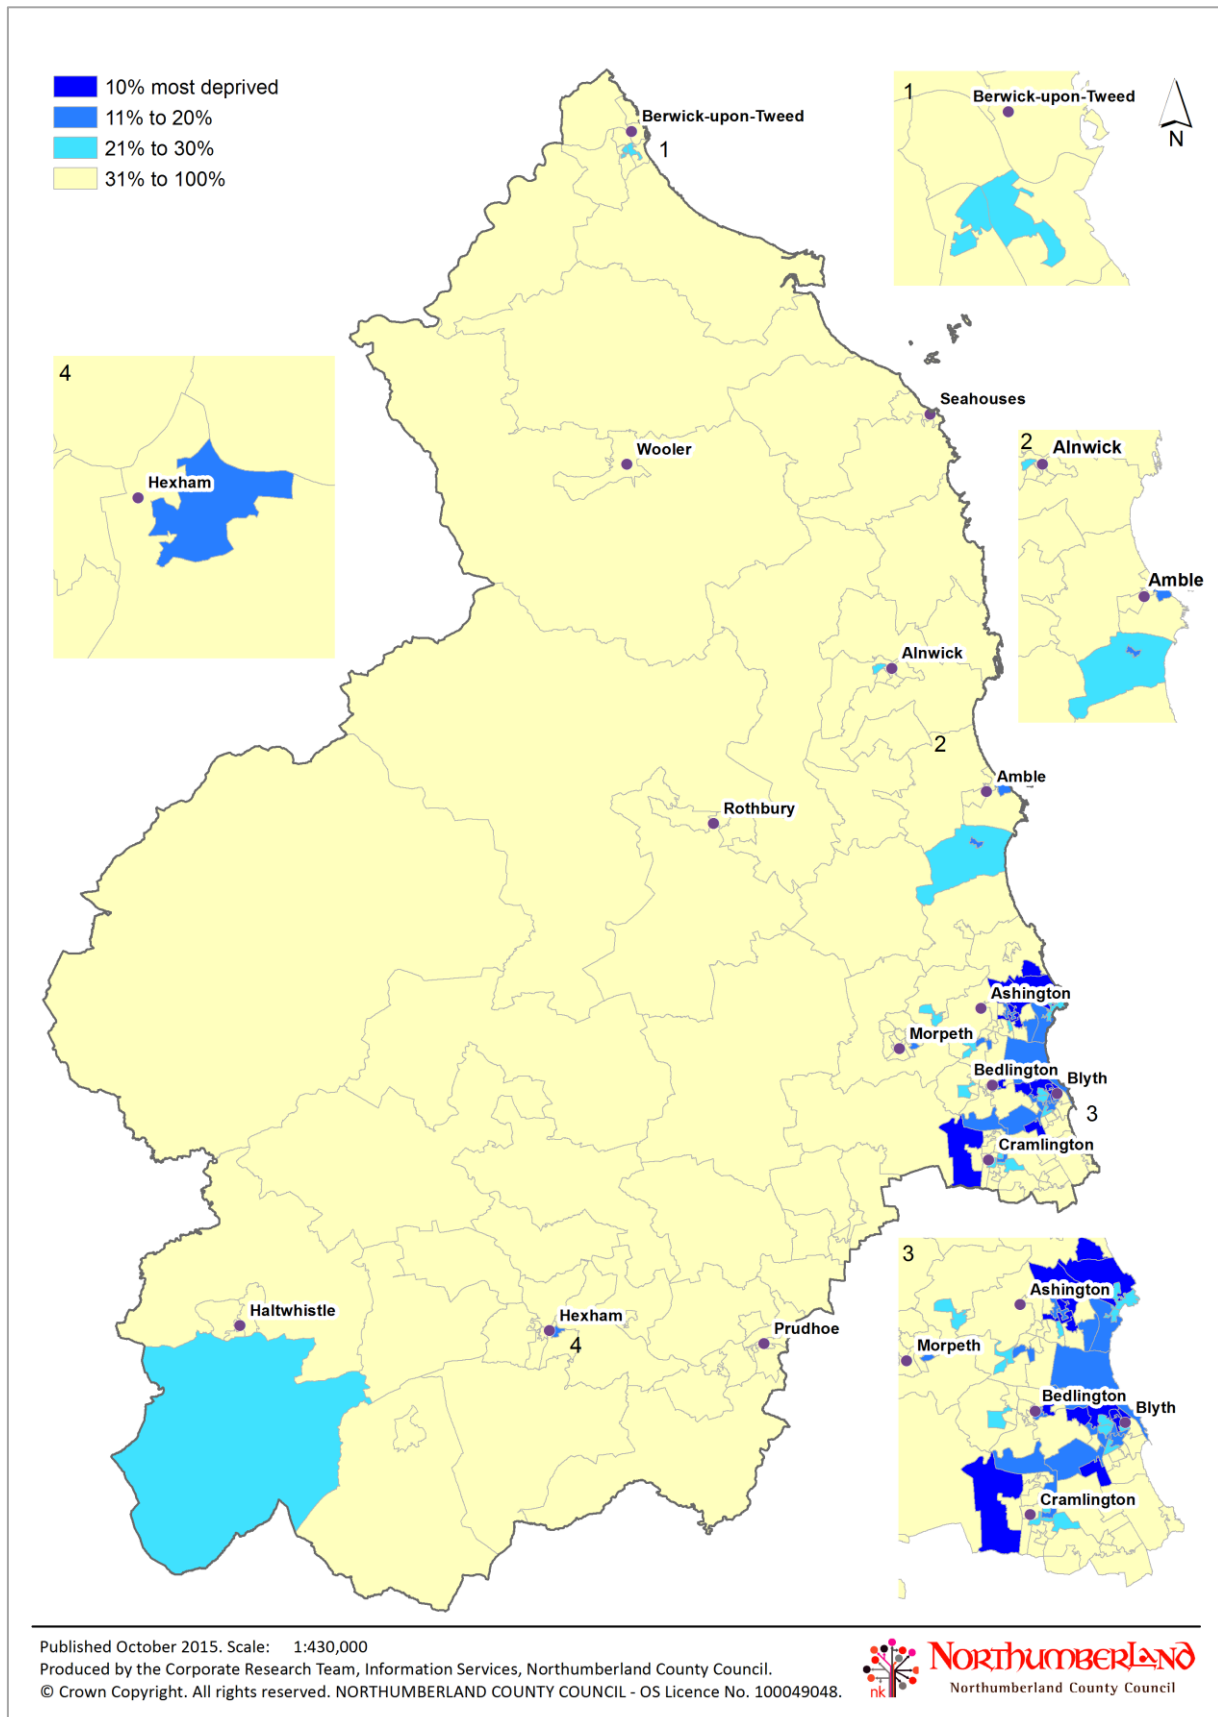 10% most deprived
11% to 20%
21% to 30%
31% to 100%
Berwick-upon-Tweed
1
1
Berwick-upon-Tweed
N
4
Hexham
Seahouses
Wooler
2
Alnwick
Amble
Alnwick
2
Amble
Rothbury
Ashington
Morpeth
Bedlington
Blyth
3
Cramlington
3
Ashington
Morpeth
Bedlington
Blyth
Cramlington
Haltwhistle
Hexham
4
Prudhoe
Published October 2015. Scale: 1:430,000
Produced by the Corporate Research Team, Information Services, Northumberland County Council.
© Crown Copyright. All rights reserved. NORTHUMBERLAND COUNTY COUNCIL - OS Licence No. 100049048.
nk
NORTHUMBERLAND
Northumberland County Council